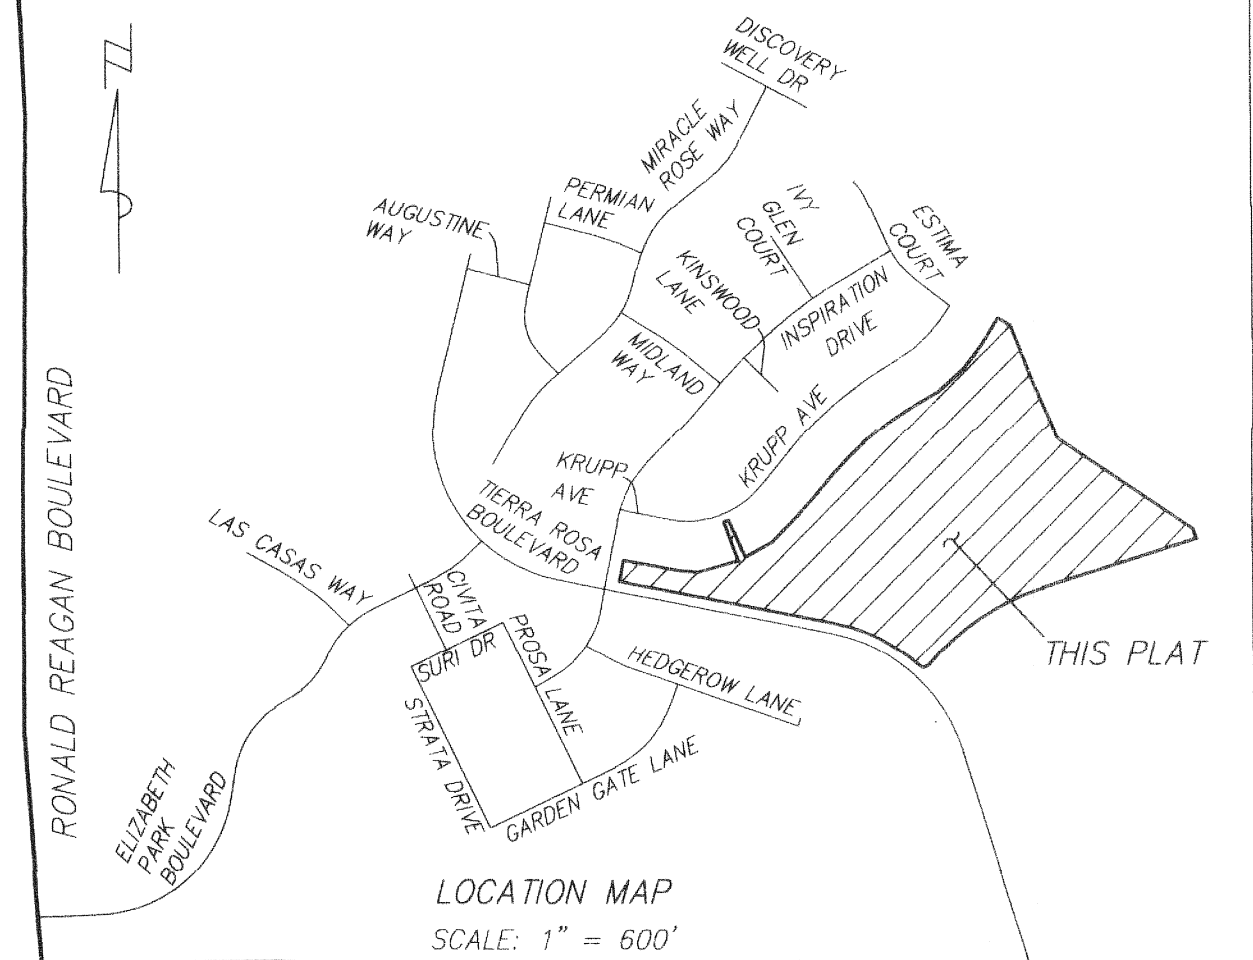 N
DISCOVERY
WELL DR
MIRACLE
ROSE WAY
PERMIAN
LANE
AUGUSTINE
WAY
IVY
GLEN
COURT
ESTIMA
COURT
KINSWOOD
LANE
INSPIRATION
DRIVE
MIDLAND
WAY
KRUPP AVE
KRUPP
AVE
TIERRA ROSA
BOULEVARD
RONALD REAGAN BOULEVARD
LAS CASAS WAY
CIVITA
ROAD
SURI DR
PROSA LANE
HEDGEROW LANE
THIS PLAT
STRATA DRIVE
GARDEN GATE LANE
ELIZABETH
PARK
BOULEVARD
LOCATION MAP
SCALE: 1" = 600'